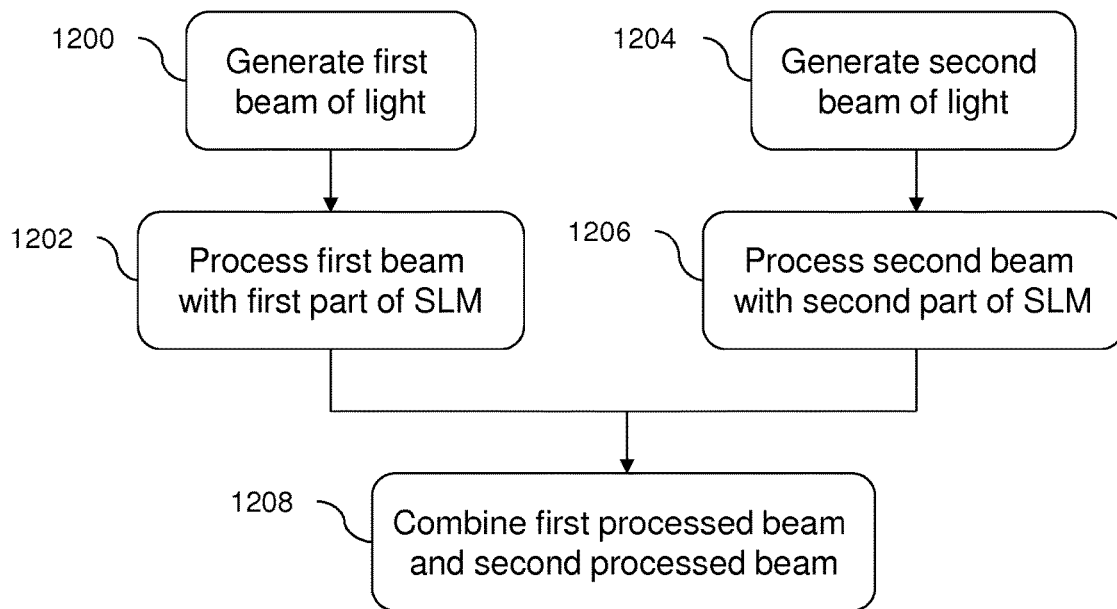 1200
Generate first
beam of light
1204
Generate second
beam of light
1202
Process first beam
with first part of SLM
1206
Process second beam
with second part of SLM
1208
Combine first processed beam
and second processed beam